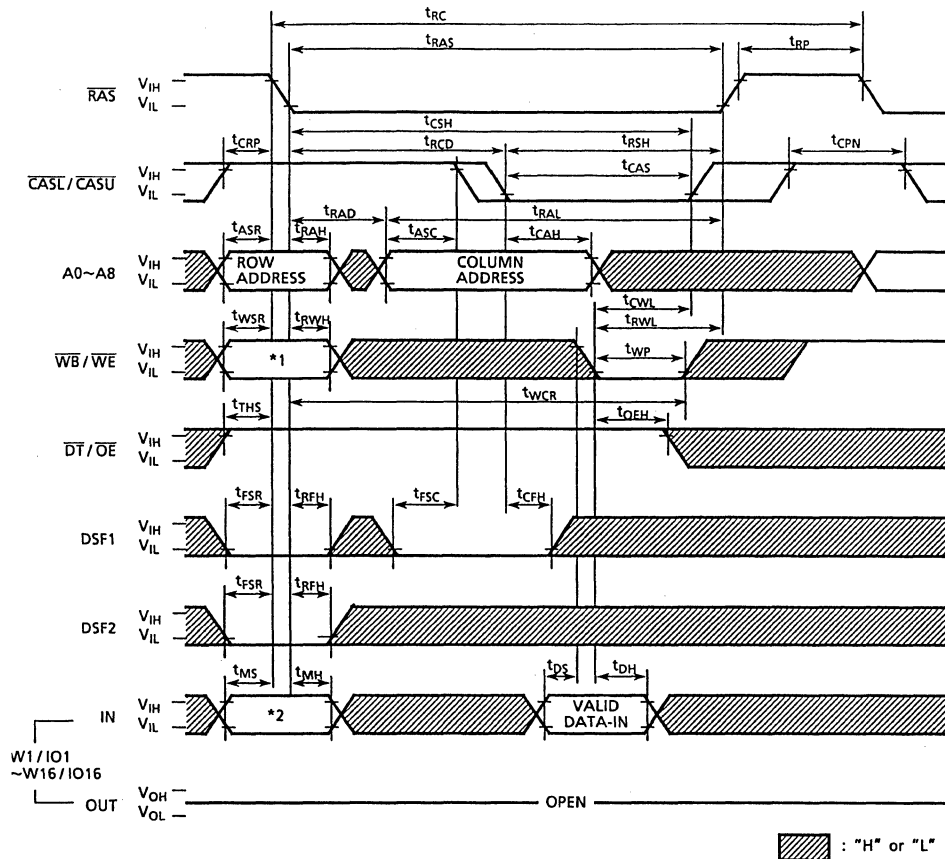 tRC
tRAS
tRP
RAS
VIH
VIL
tCSH
tCRP
tRCD
tRSH
tCPN
CASL/CASU
VIH
VIL
tCAS
tRAD
tRAL
tASR
tRAH
tASC
tCAH
A0~A8
VIH
VIL
ROW
ADDRESS
COLUMN
ADDRESS
tCWL
tRWL
tWSR
tRWH
WB/WE
VIH
VIL
*1
tWP
tWCR
tTHS
tOEH
DT/OE
VIH
VIL
tFSR
tRFH
tFSC
tCFH
DSF1
VIH
VIL
tFSR
tRFH
DSF2
VIH
VIL
tMS
tMH
tDS
tDH
IN
VIH
VIL
*2
VALID
DATA-IN
W1/IO1
~W16/IO16
OUT
VOH
VOL
OPEN
: "H" or "L"